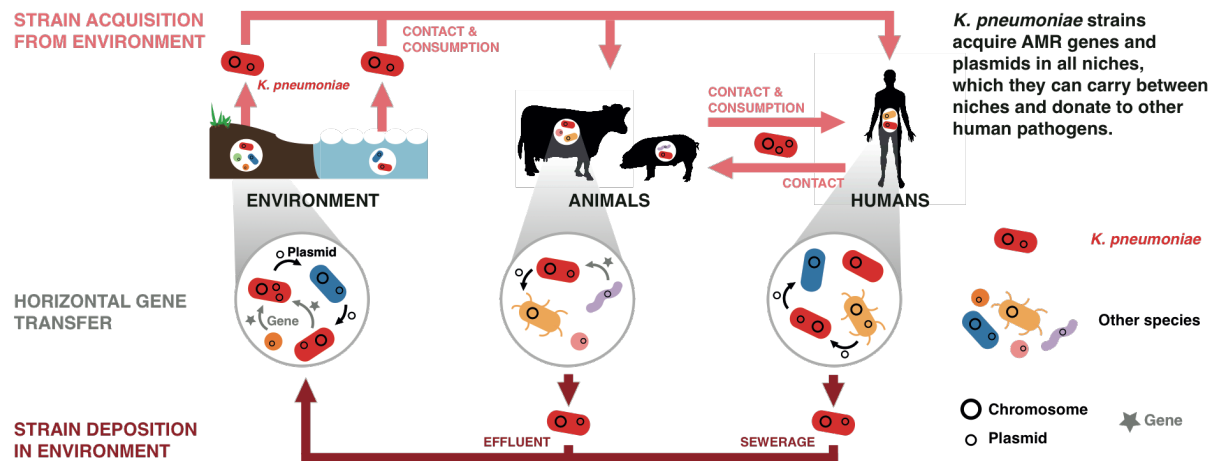 STRAIN ACQUISITION
FROM ENVIRONMENT
CONTACT &
CONSUMPTION
K. pneumoniae
K. pneumoniae strains
acquire AMR genes and
plasmids in all niches,
which they can carry between
niches and donate to other
human pathogens.
CONTACT &
CONSUMPTION
CONTACT
ENVIRONMENT
ANIMALS
HUMANS
HORIZONTAL GENE
TRANSFER
Plasmid
Gene
K. pneumoniae
Other species
Chromosome
Plasmid
Gene
STRAIN DEPOSITION
IN ENVIRONMENT
EFFLUENT
SEWERAGE